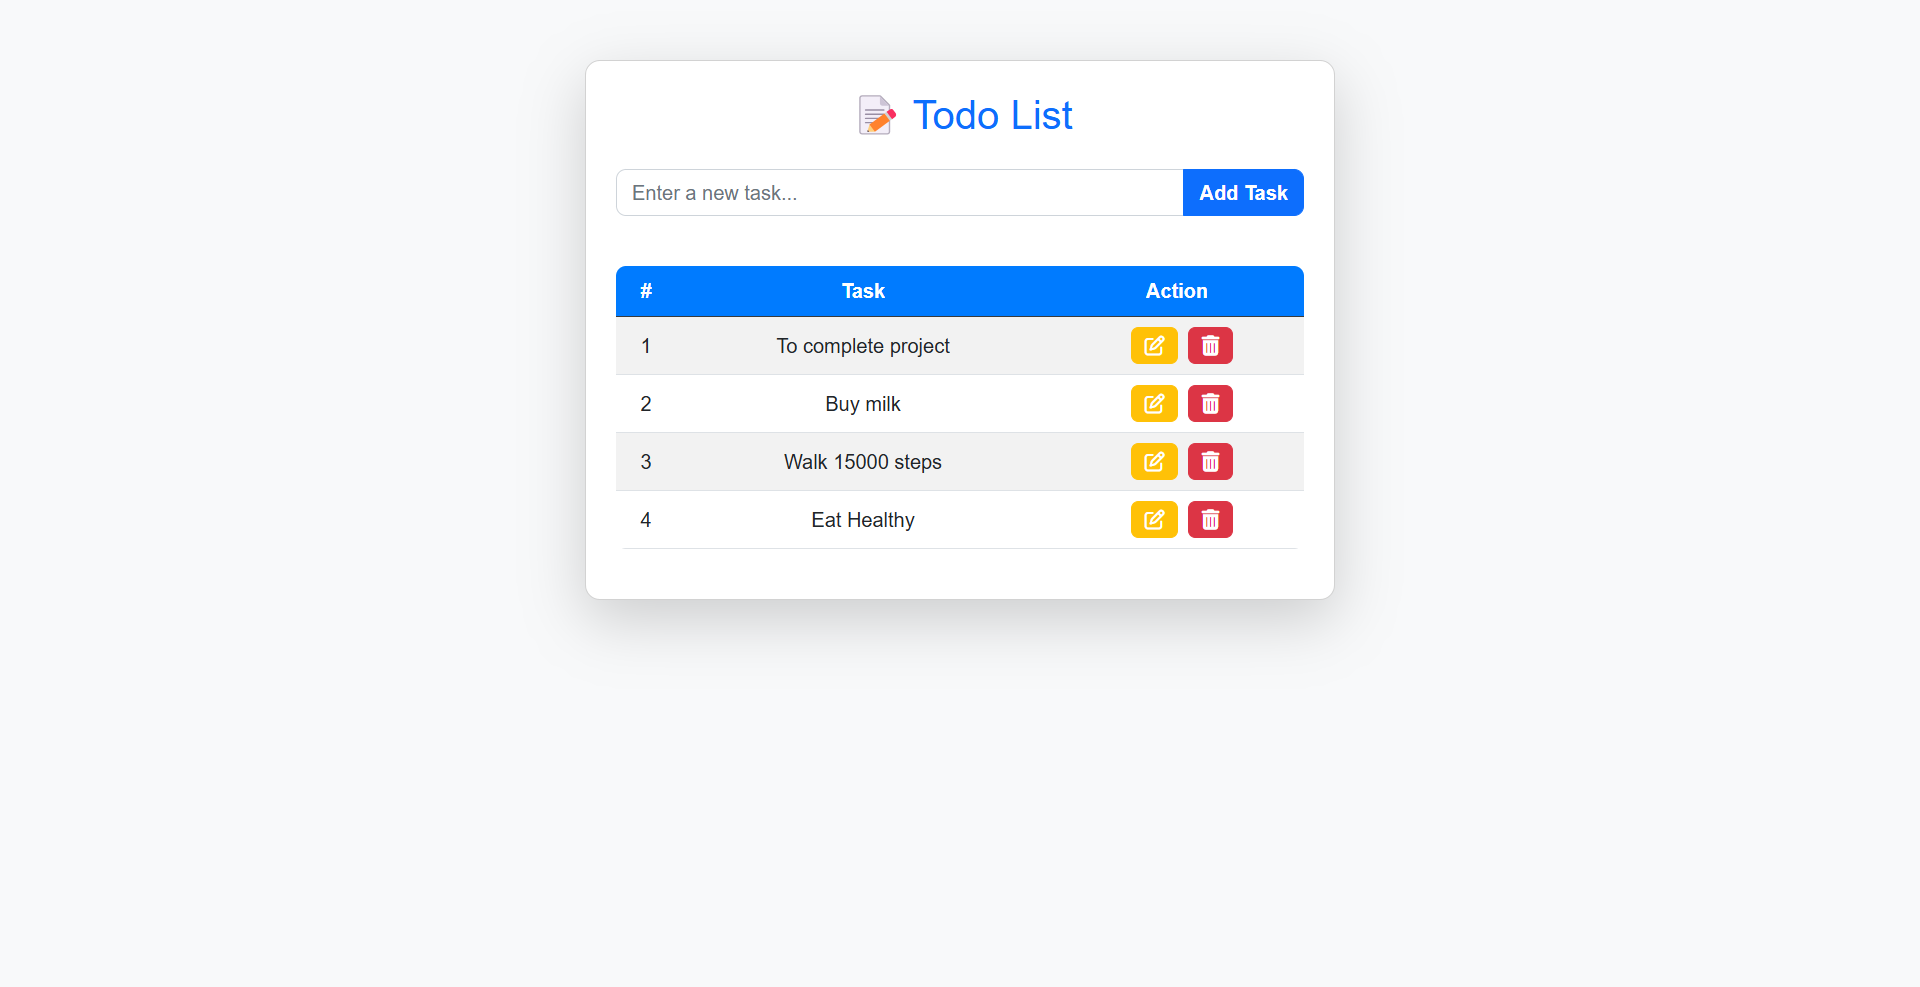 Todo List
Enter a new task...
Add Task
# Task Action
1 To complete project
2 Buy milk
3 Walk 15000 steps
4 Eat Healthy